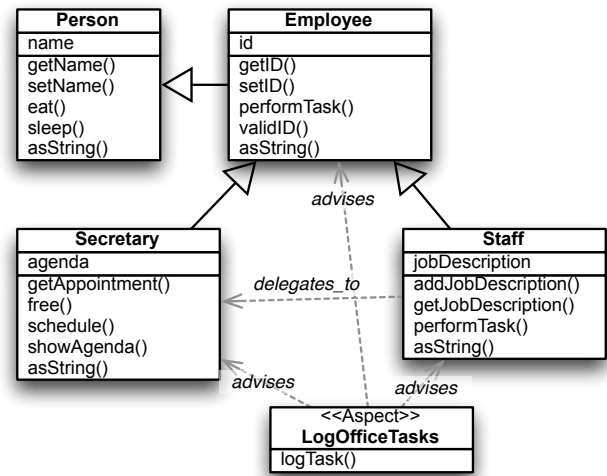 Person
name
getName()
setName()
eat()
sleep()
asString()
Employee
id
getID()
setID()
performTask()
validID()
asString()
advises
Secretary
agenda
getAppointment()
free()
schedule()
showAgenda()
asString()
delegates_to
Staff
jobDescription
addJobDescription()
getJobDescription()
performTask()
asString()
advises
advises
<<Aspect>>
LogOfficeTasks
logTask()